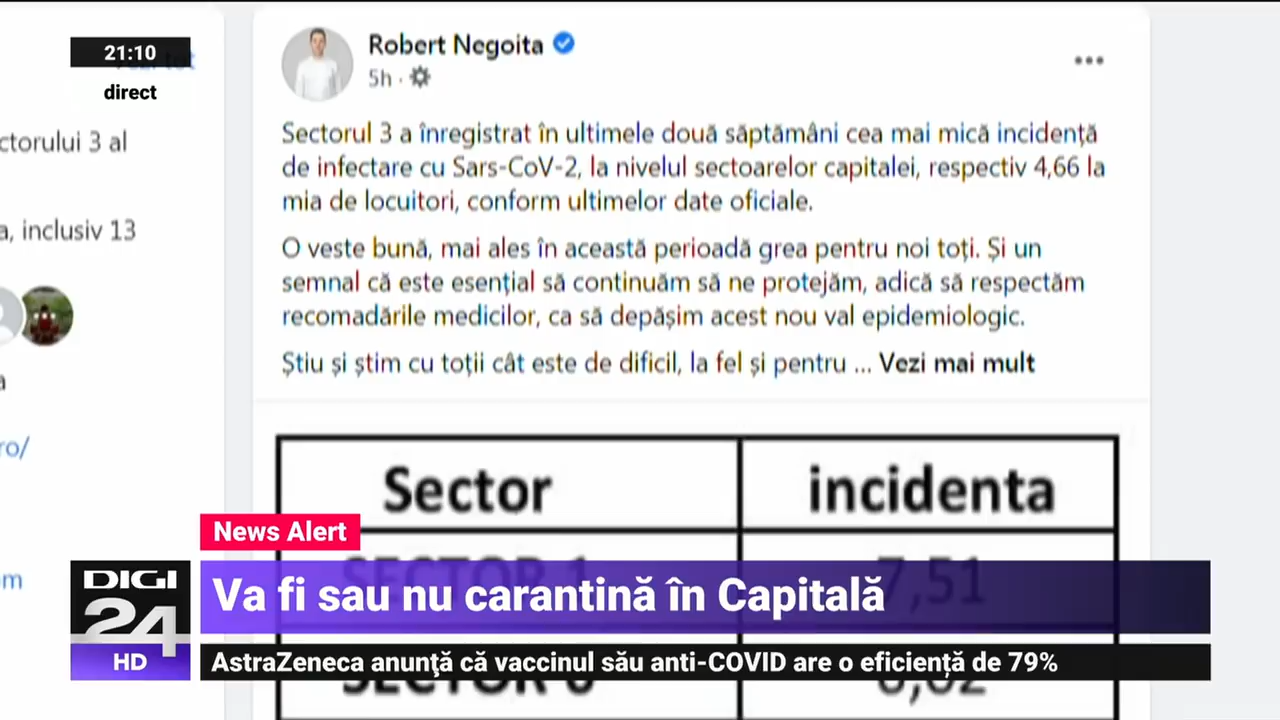 21:10
direct
ctorului 3 al
a, inclusiv 13
a
ro/
om
Robert Negoita
5h ·
Sectorul 3 a înregistrat în ultimele două săptămâni cea mai mică incidență
de infectare cu Sars-CoV-2, la nivelul sectoarelor capitalei, respectiv 4,66 la
mia de locuitori, conform ultimelor date oficiale.
O veste bună, mai ales în această perioadă grea pentru noi toți. Și un
semnal că este esențial să continuăm să ne protejăm, adică să respectăm
recomadările medicilor, ca să depășim acest nou val epidemiologic.
Știu și știm cu toții cât este de dificil, la fel și pentru ... Vezi mai mult
Sector incidenta
SECTOR 1 7,51
News Alert
Va fi sau nu carantină în Capitală
DIGI
24
HD
AstraZeneca anunţă că vaccinul său anti-COVID are o eficiență de 79%